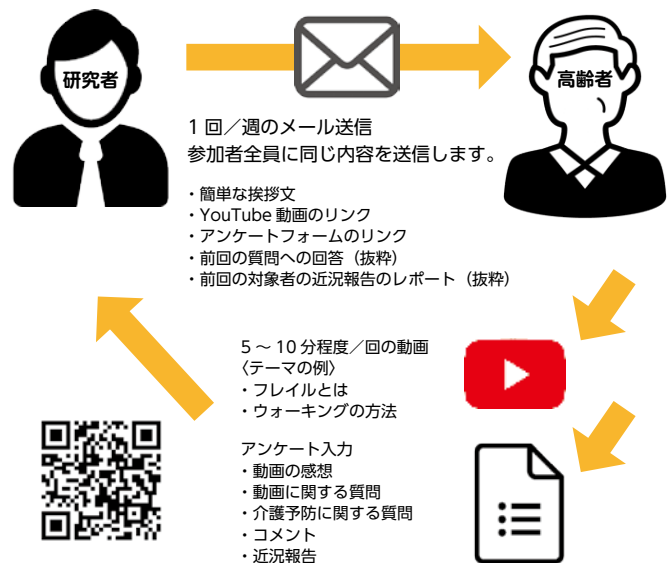 研究者
高齢者
1 回／週のメール送信
参加者全員に同じ内容を送信します。
・簡単な挨拶文
・YouTube 動画のリンク
・アンケートフォームのリンク
・前回の質問への回答（抜粋）
・前回の対象者の近況報告のレポート（抜粋）
5 ～ 10 分程度／回の動画
〈テーマの例〉
・フレイルとは
・ウォーキングの方法
アンケート入力
・動画の感想
・動画に関する質問
・介護予防に関する質問
・コメント
・近況報告